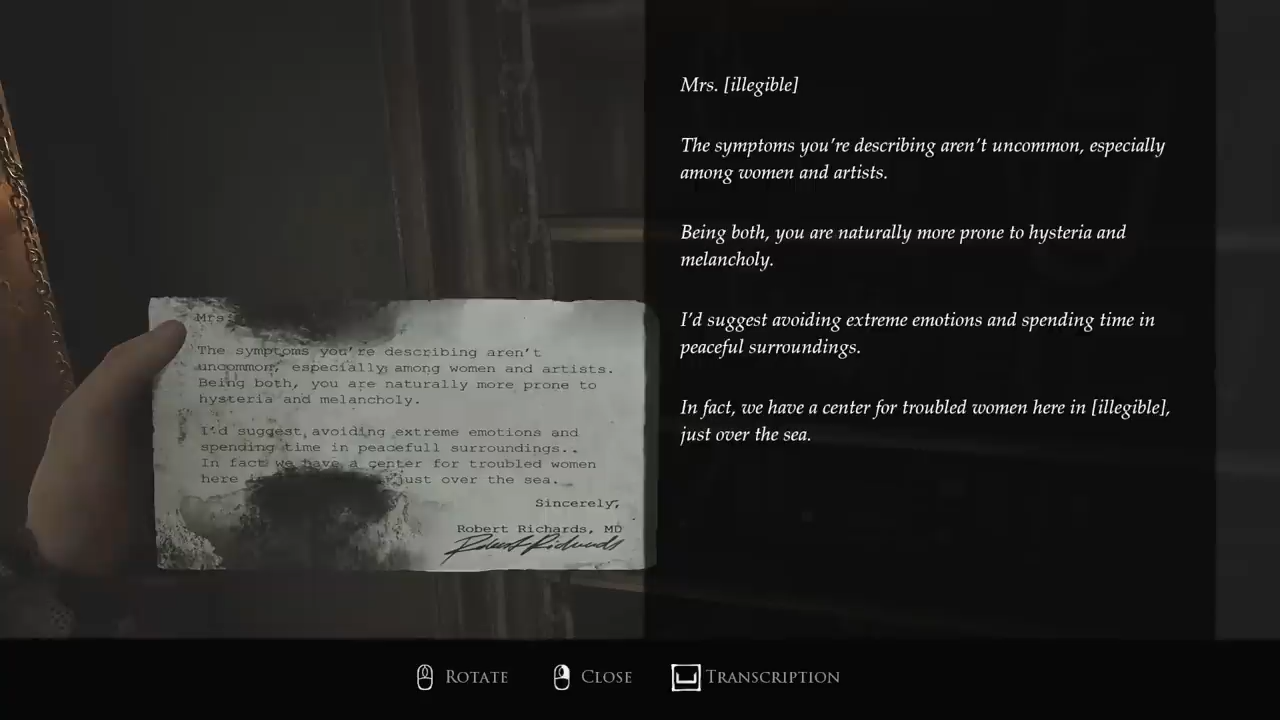 Mrs.
The symptoms you're describing aren't
uncommon, especially among women and artists.
Being both, you are naturally more prone to
hysteria and melancholy.
I'd suggest avoiding extreme emotions and
spending time in peacefull surroundings..
In fact we have a center for troubled women
here just over the sea.
Sincerely,
Robert Richards, MD
Robert Richards
Mrs. [illegible]
The symptoms you're describing aren't uncommon, especially
among women and artists.
Being both, you are naturally more prone to hysteria and
melancholy.
I'd suggest avoiding extreme emotions and spending time in
peaceful surroundings.
In fact, we have a center for troubled women here in [illegible],
just over the sea.
ROTATE CLOSE TRANSCRIPTION